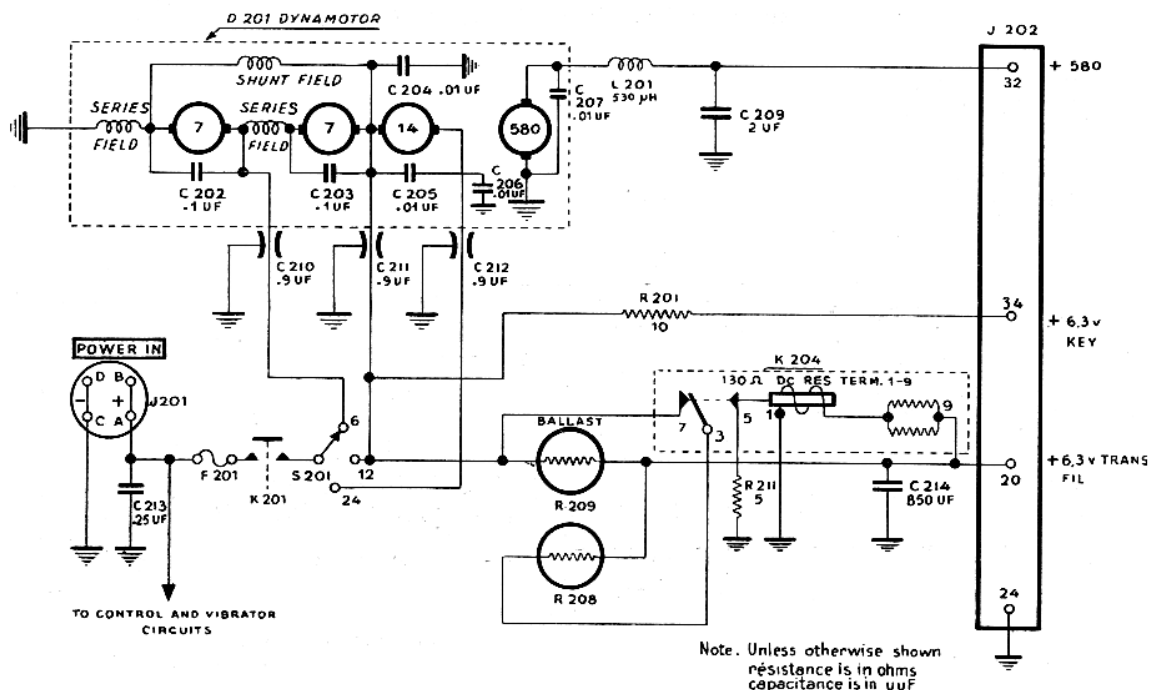 D 201 DYNAMOTOR
J 202
SHUNT FIELD
C 204 .01UF
L 201
530 µH
+ 580
32
SERIES
FIELD
7
SERIES
FIELD
7
14
580
C
207
.01UF
C 209
2 UF
C 202
.1 UF
C 203
.1 UF
C 205
.01 UF
C
206
.01UF
C 210
.9 UF
C 211
.9 UF
C 212
.9 UF
R 201
10
34
+ 6,3 v
KEY
POWER IN
D B
- +
C A
J201
K 204
130 Ω DC RES TERM. 1-9
7
3
5
1
9
BALLAST
6
12
24
F 201
K 201
S 201
C 213
.25 UF
R 209
R 211
5
C 214
850 UF
20
+6,3 v TRANS
FIL
R 208
24
TO CONTROL AND VIBRATOR
CIRCUITS
Note. Unless otherwise shown
résistance is in ohms
capacitance is in uuF